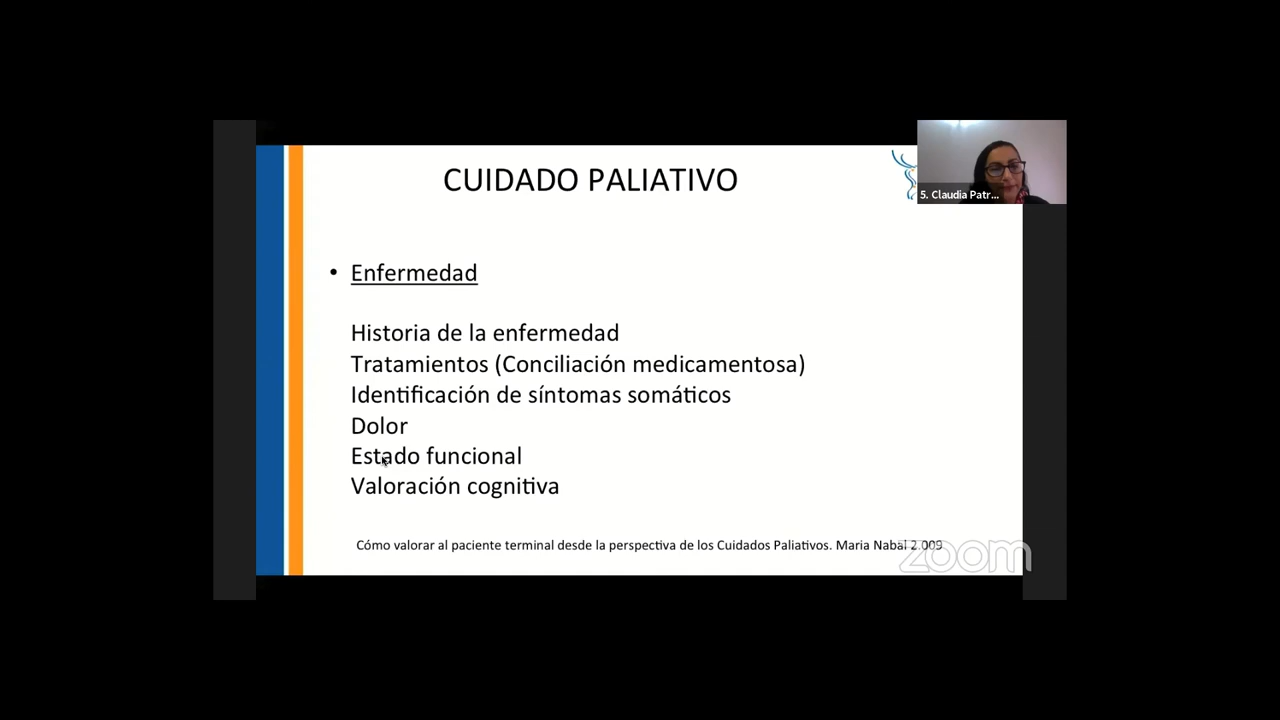 CUIDADO PALIATIVO
5. Claudia Patr...
• Enfermedad
Historia de la enfermedad
Tratamientos (Conciliación medicamentosa)
Identificación de síntomas somáticos
Dolor
Estado funcional
Valoración cognitiva
Cómo valorar al paciente terminal desde la perspectiva de los Cuidados Paliativos. Maria Nabal 2.009
zoom